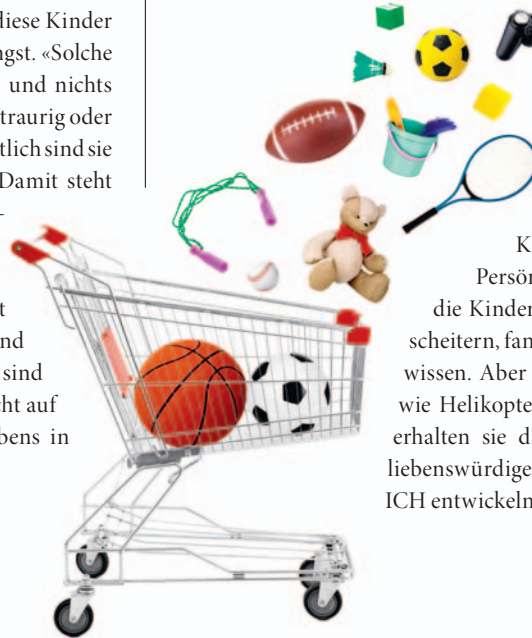 diese Kinder
ngst. «Solche
und nichts
traurig oder
tlich sind sie
Damit steht
-
t
nd
sind
cht auf
bens in
K
Persön
die Kinder
scheitern, fan
wissen. Aber
wie Helikopte
erhalten sie d
liebenswürdige
ICH entwickeln